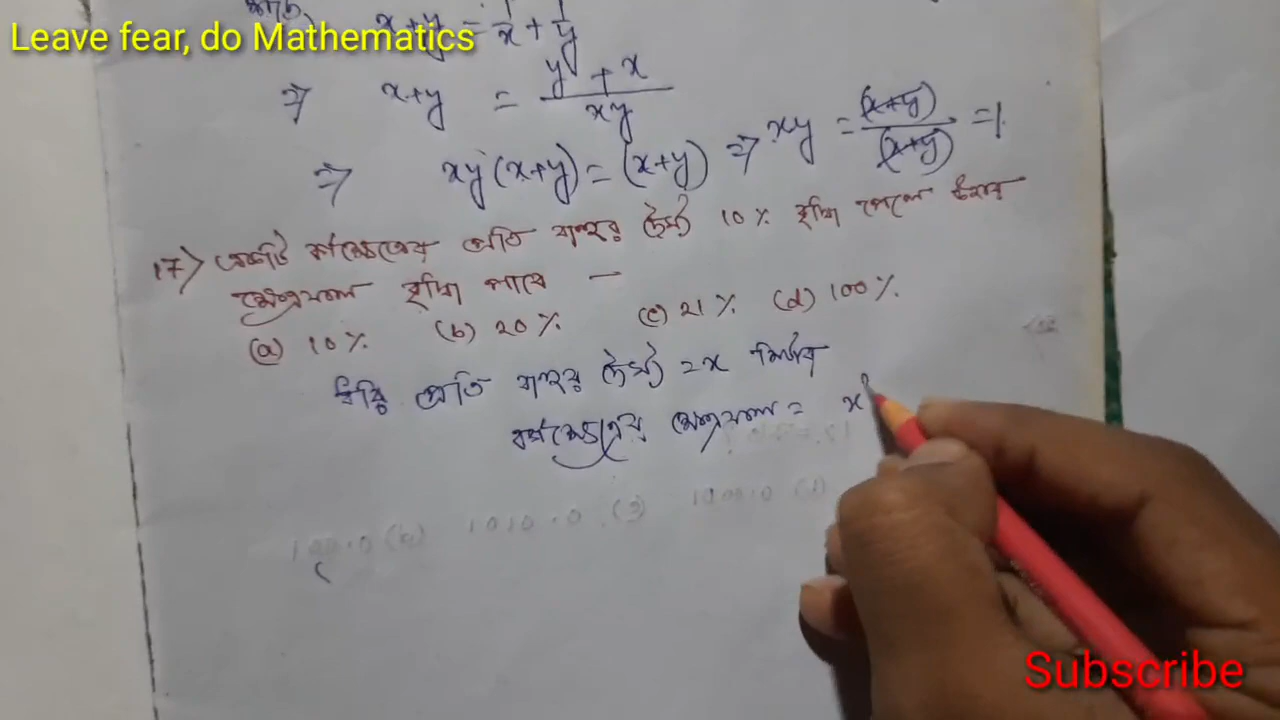 x+y = 1/x + 1/y
Leave fear, do Mathematics
⇒ x+y = (y + x)/xy
⇒ xy(x+y) = (x+y) ⇒ xy = (x+y)/(x+y) = 1.
17) একটি বর্গক্ষেত্রের প্রতি বাহুর দৈর্ঘ্য 10% বৃদ্ধি পেলে উহার
ক্ষেত্রফল বৃদ্ধি পাবে —
(a) 10% (b) 20% (c) 21% (d) 100%.
ধরি প্রতি বাহুর দৈর্ঘ্য = x মিটার
বর্গক্ষেত্রের ক্ষেত্রফল = x²
Subscribe